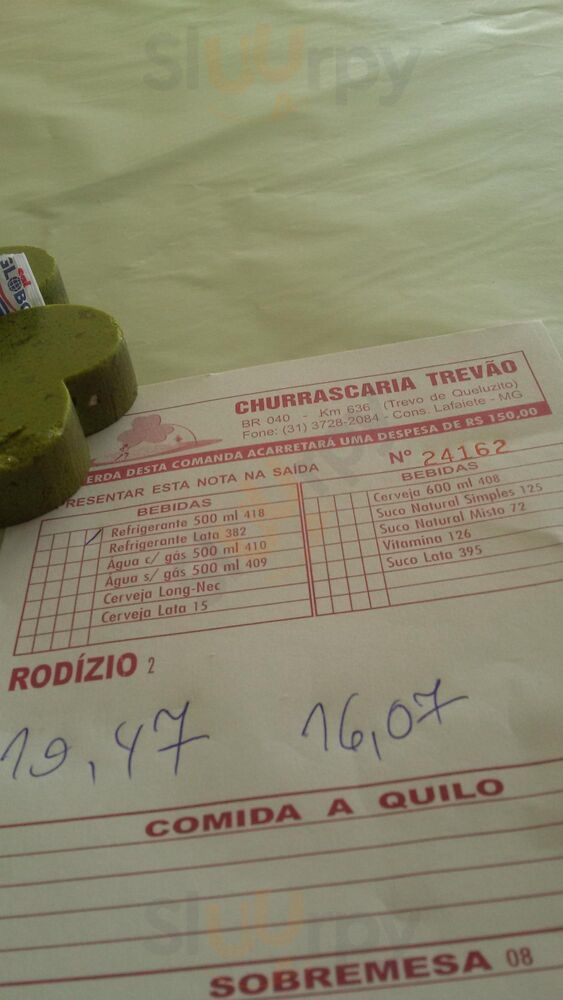 Sluurpy
GLOBO
CHURRASCARIA TREVÃO
BR 040 - Km 636 (Trevo de Queluzito)
Fone: (31) 3728-2084 - Cons. Lafaiete - MG
ERDA DESTA COMANDA ACARRETARÁ UMA DESPESA DE R$ 150,00
RESENTAR ESTA NOTA NA SAÍDA
Nº 24162
BEBIDAS
Refrigerante 500 ml 418
Refrigerante Lata 382
Água c/ gás 500 ml 410
Água s/ gás 500 ml 409
Cerveja Long-Nec
Cerveja Lata 15
BEBIDAS
Cerveja 600 ml 408
Suco Natural Simples 125
Suco Natural Misto 72
Vitamina 126
Suco Lata 395
RODÍZIO 2
19,47 16,07
COMIDA A QUILO
Sluurpy
SOBREMESA 08